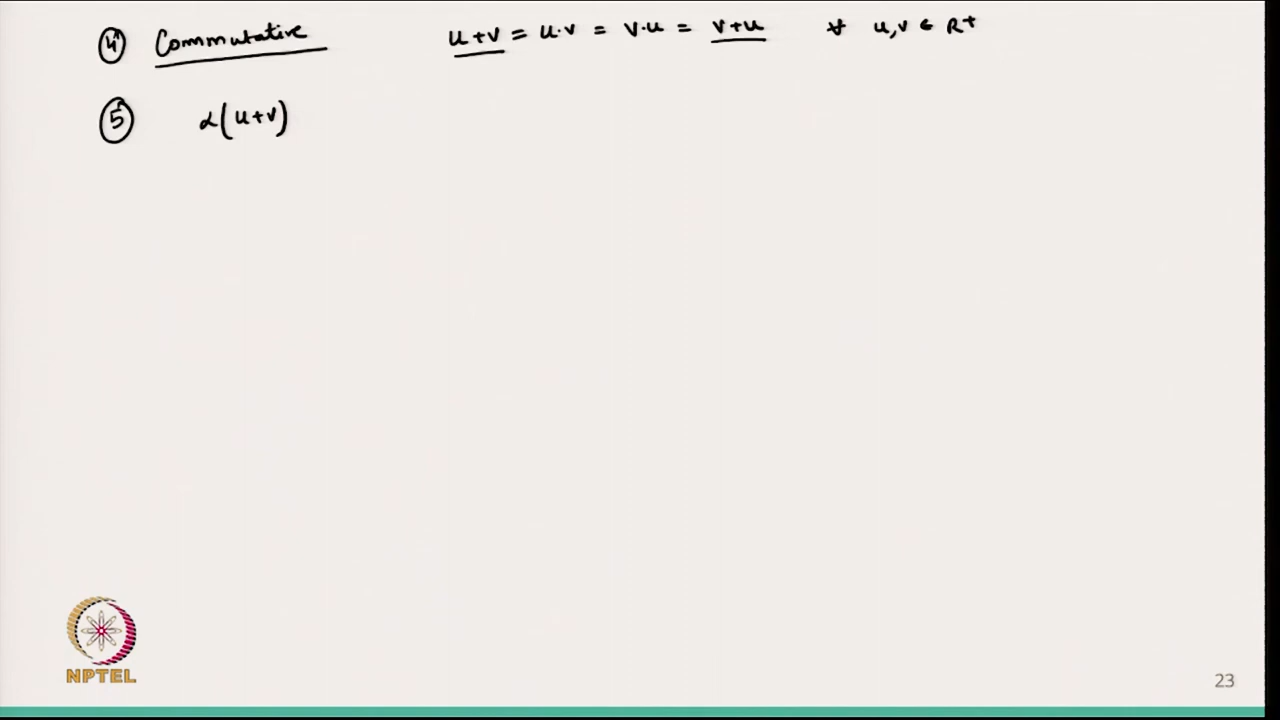 ④ Commutative u+v = u·v = v·u = v+u ∀ u,v ∈ R⁺
⑤ α(u+v)
NPTEL
23